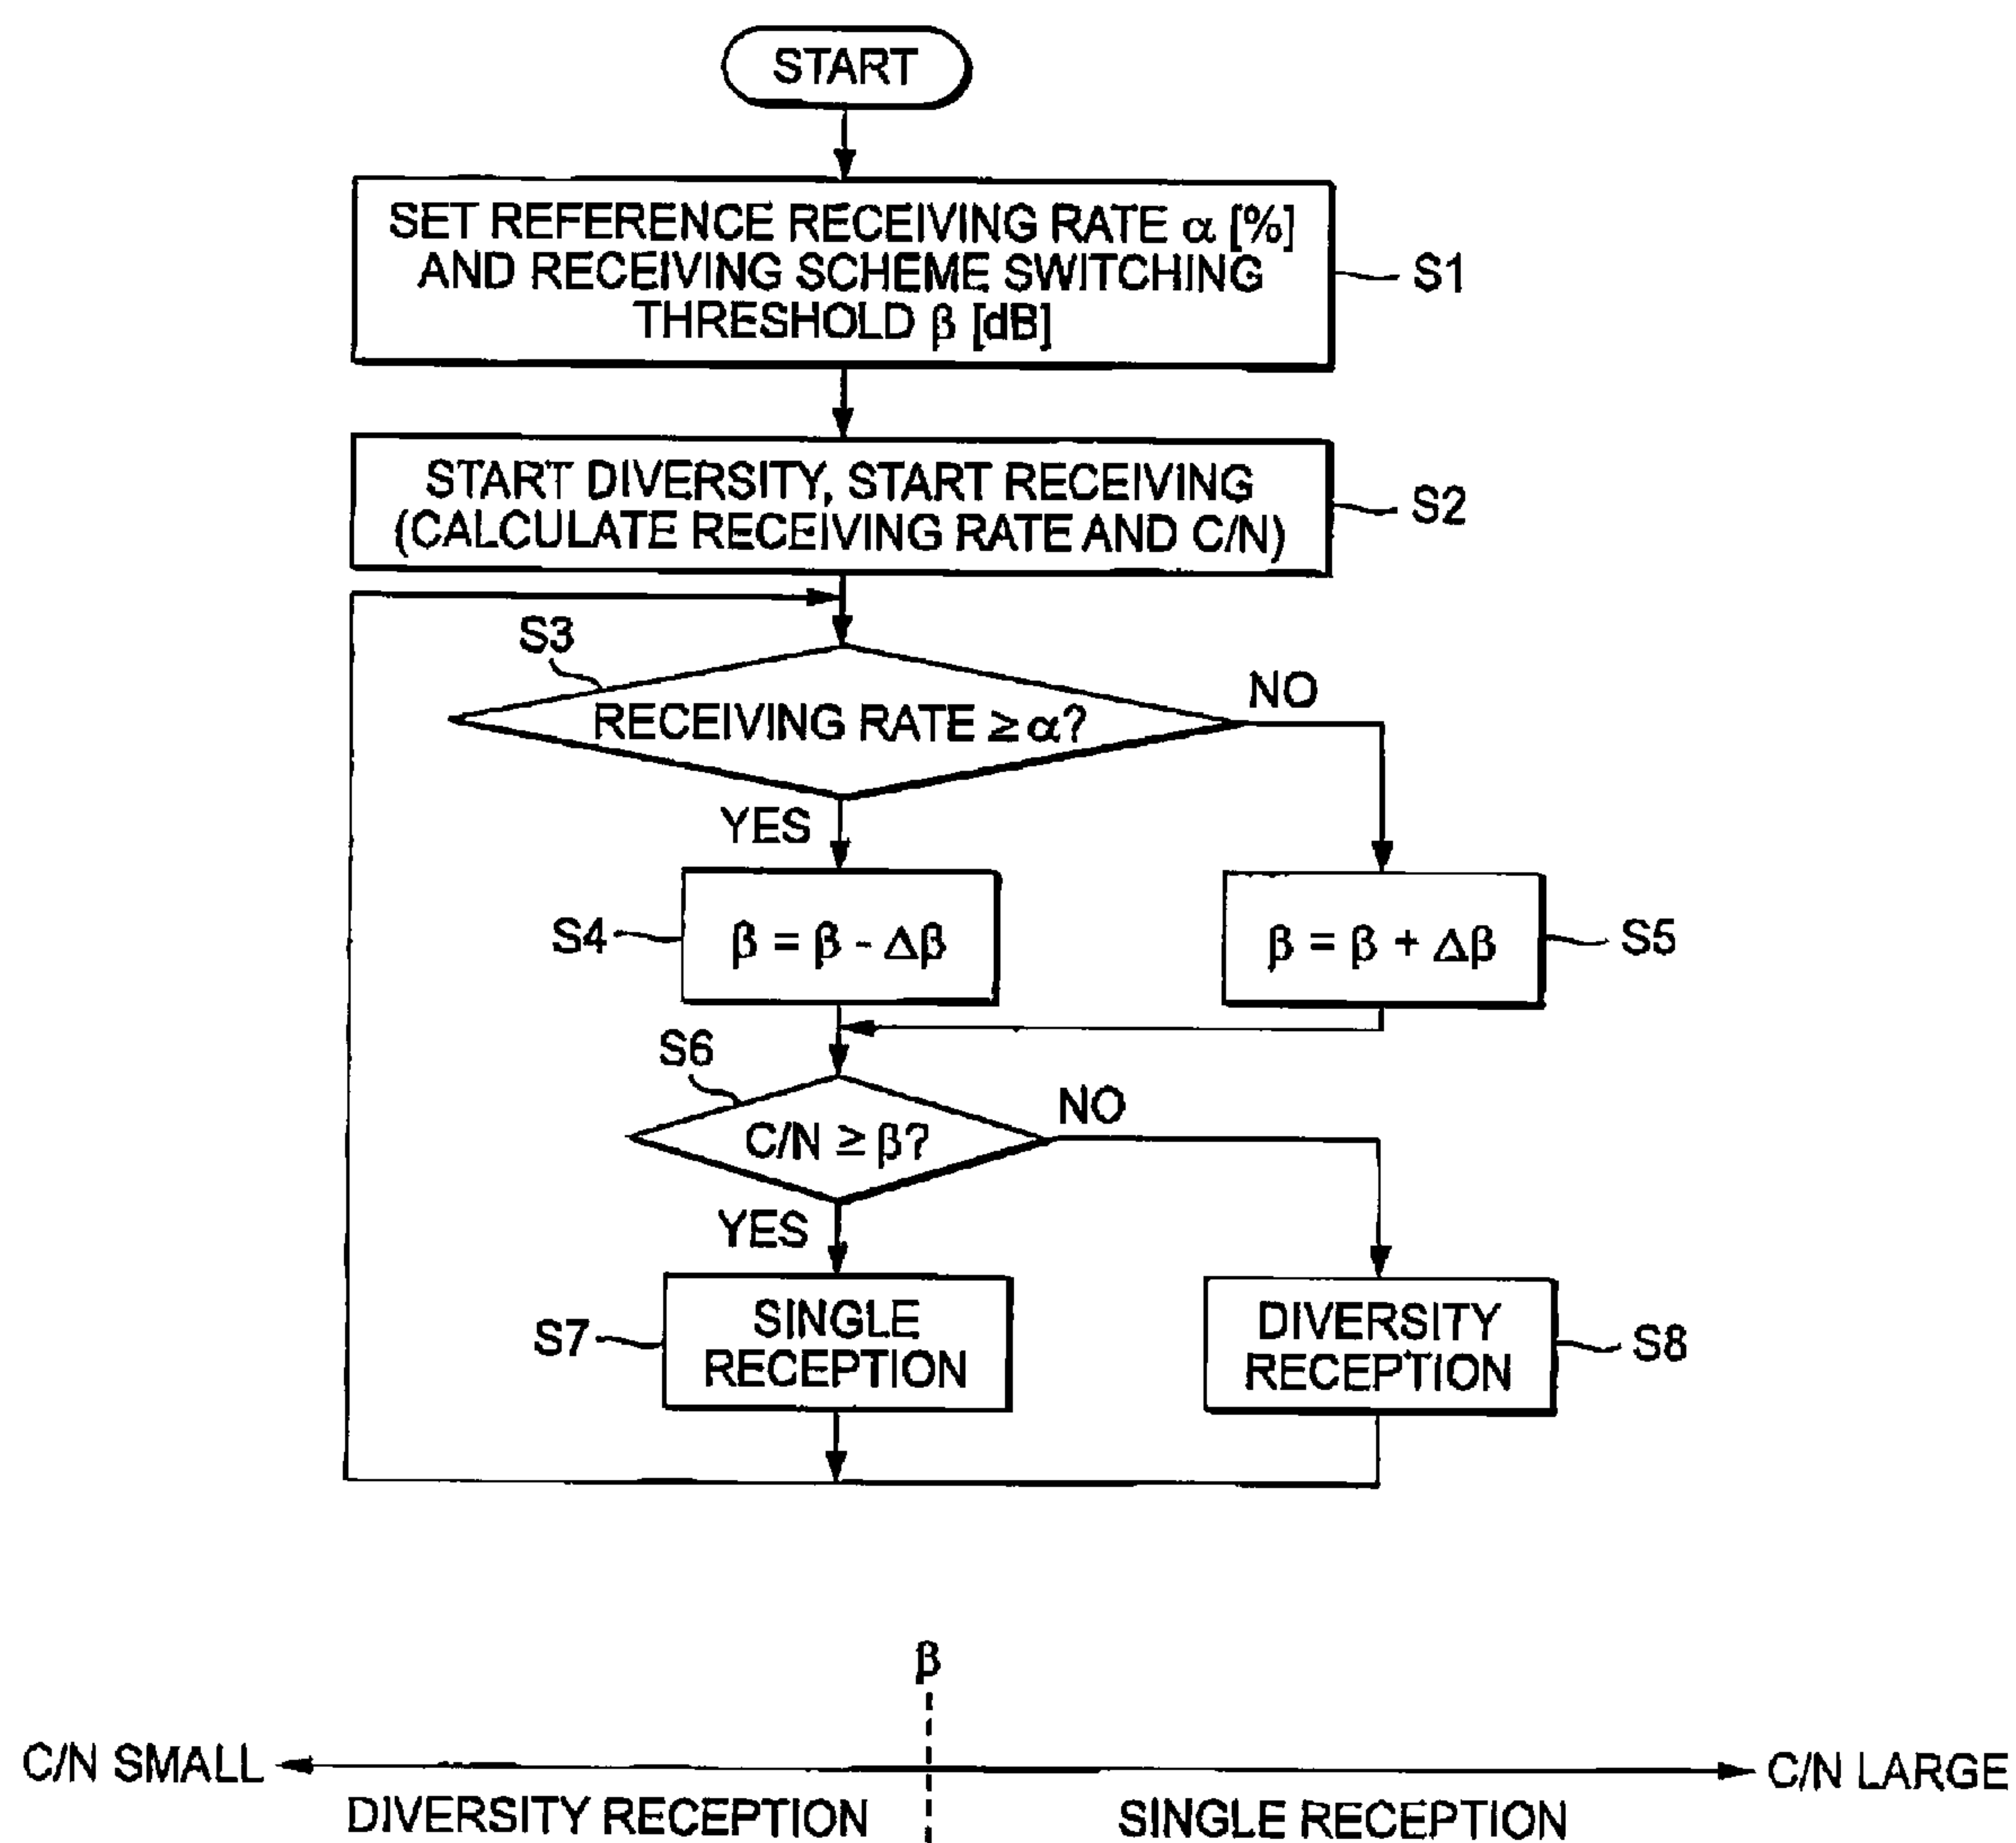 START
SET REFERENCE RECEIVING RATE α [%]
AND RECEIVING SCHEME SWITCHING
THRESHOLD β [dB]
S1
START DIVERSITY, START RECEIVING
(CALCULATE RECEIVING RATE AND C/N)
S2
S3
RECEIVING RATE ≥ α?
NO
YES
S4
β = β - Δβ
β = β + Δβ
S5
S6
C/N ≥ β?
NO
YES
S7
SINGLE
RECEPTION
DIVERSITY
RECEPTION
S8
β
C/N SMALL
C/N LARGE
DIVERSITY RECEPTION
SINGLE RECEPTION